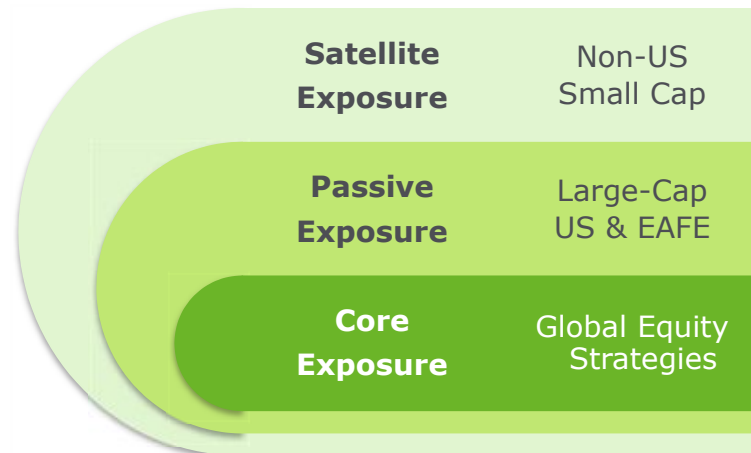 Satellite
Exposure
Non-US
Small Cap
Passive
Exposure
Large-Cap
US & EAFE
Core
Exposure
Global Equity
Strategies